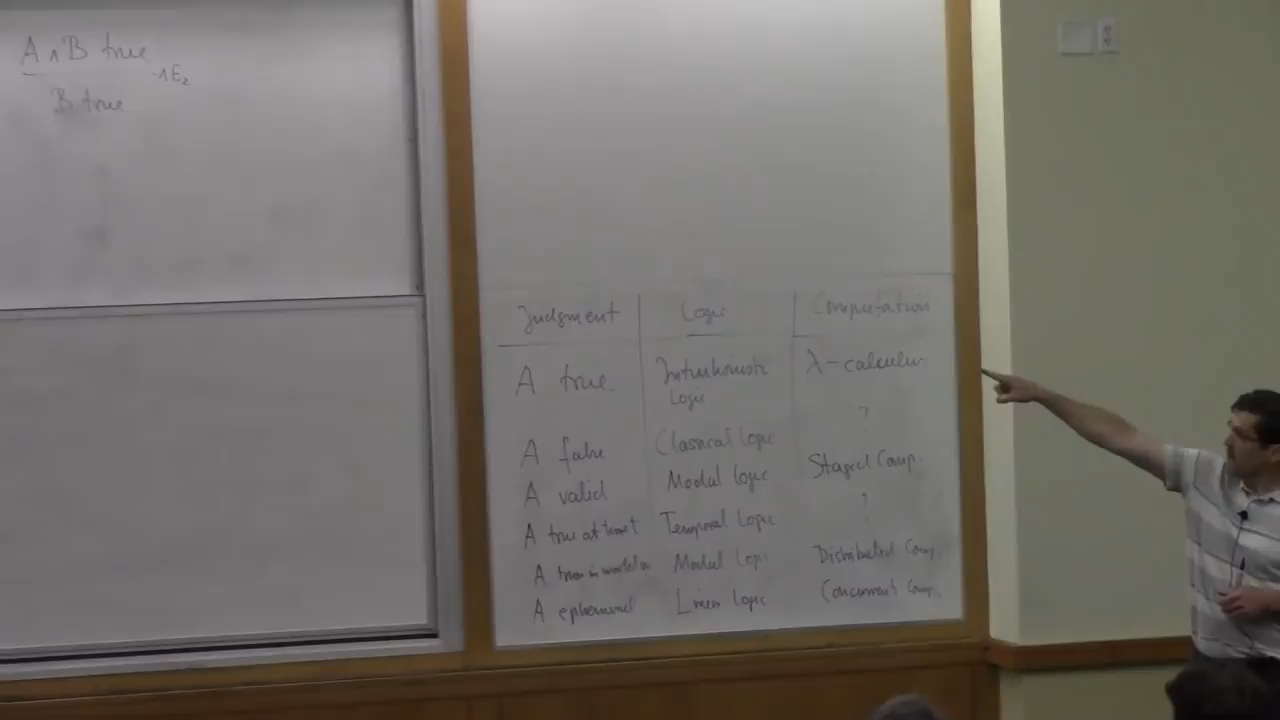 A ∧ B true
∧E₂
B true
Judgment Logic Computation
A true Intuitionistic λ-calculus
Logic
?
A false Classical Logic
A valid Modal Logic Staged Comp.
?
A true at time t Temporal Logic
A true in world w Modal Logic Distributed Comp.
A ephemeral Linear Logic Concurrent Comp.